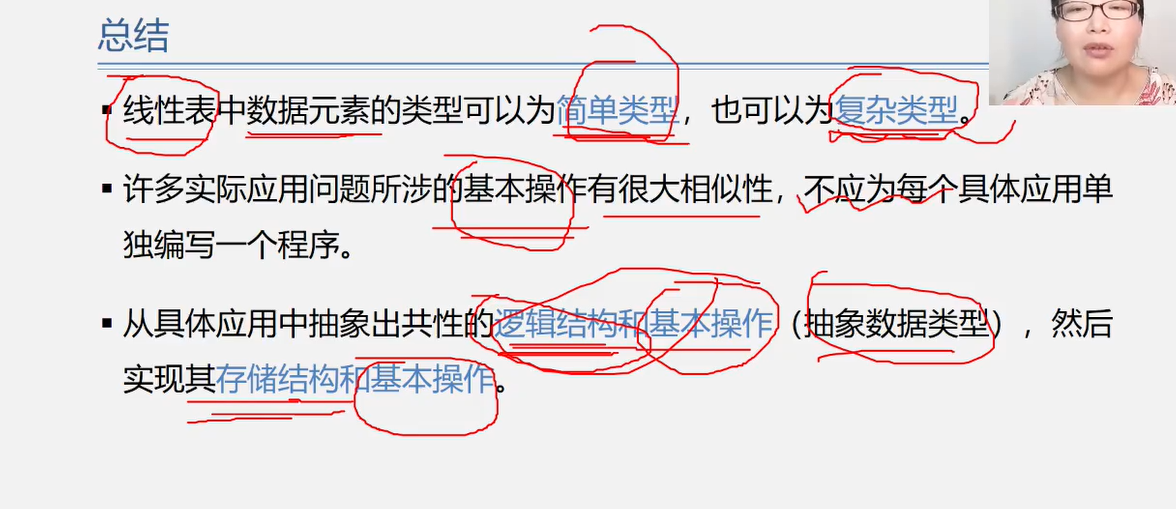 总结
▪ 线性表中数据元素的类型可以为简单类型，也可以为复杂类型。
▪ 许多实际应用问题所涉的基本操作有很大相似性，不应为每个具体应用单
独编写一个程序。
▪ 从具体应用中抽象出共性的逻辑结构和基本操作（抽象数据类型），然后
实现其存储结构和基本操作。